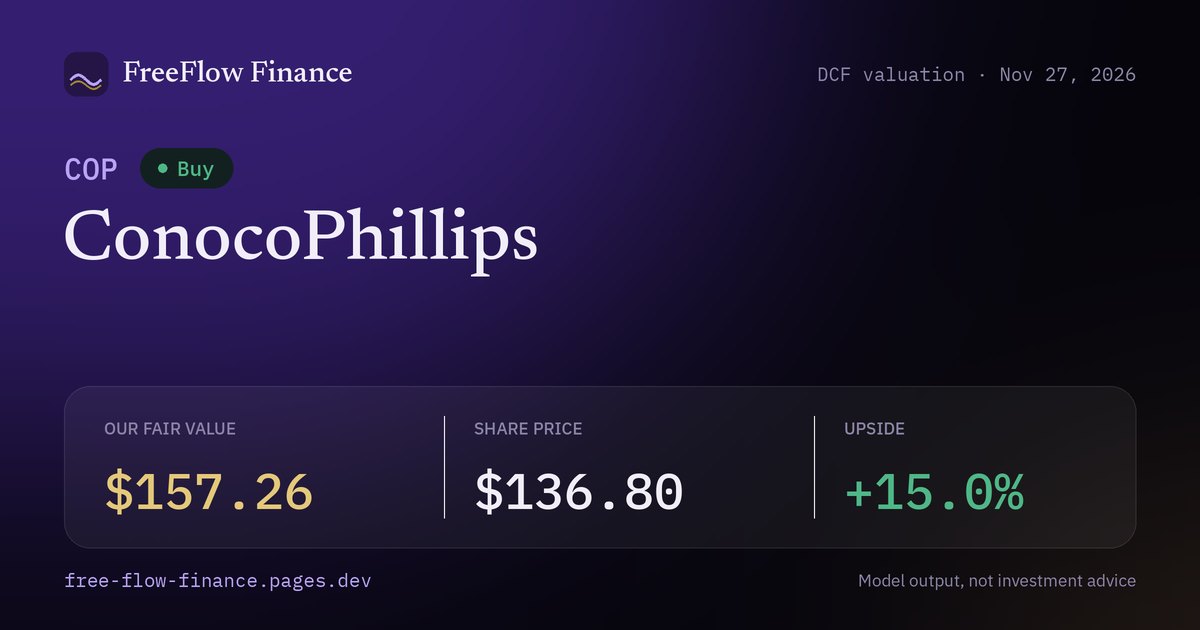 FreeFlow Finance
DCF valuation · Nov 27, 2026
COP
Buy
ConocoPhillips
OUR FAIR VALUE
$157.26
SHARE PRICE
$136.80
UPSIDE
+15.0%
free-flow-finance.pages.dev
Model output, not investment advice